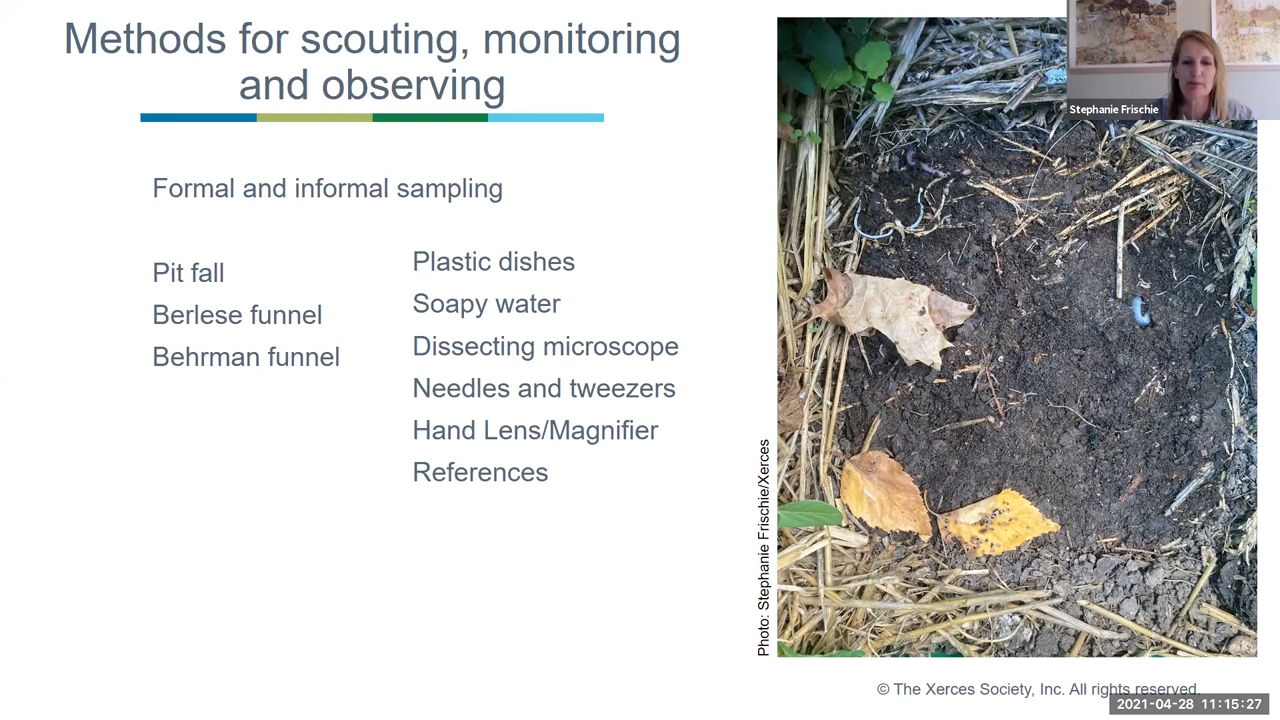 Methods for scouting, monitoring
and observing
Formal and informal sampling
Pit fall
Berlese funnel
Behrman funnel
Plastic dishes
Soapy water
Dissecting microscope
Needles and tweezers
Hand Lens/Magnifier
References
Photo: Stephanie Frischie/Xerces
Stephanie Frischie
© The Xerces Society, Inc. All rights reserved.
2021-04-28 11:15:27